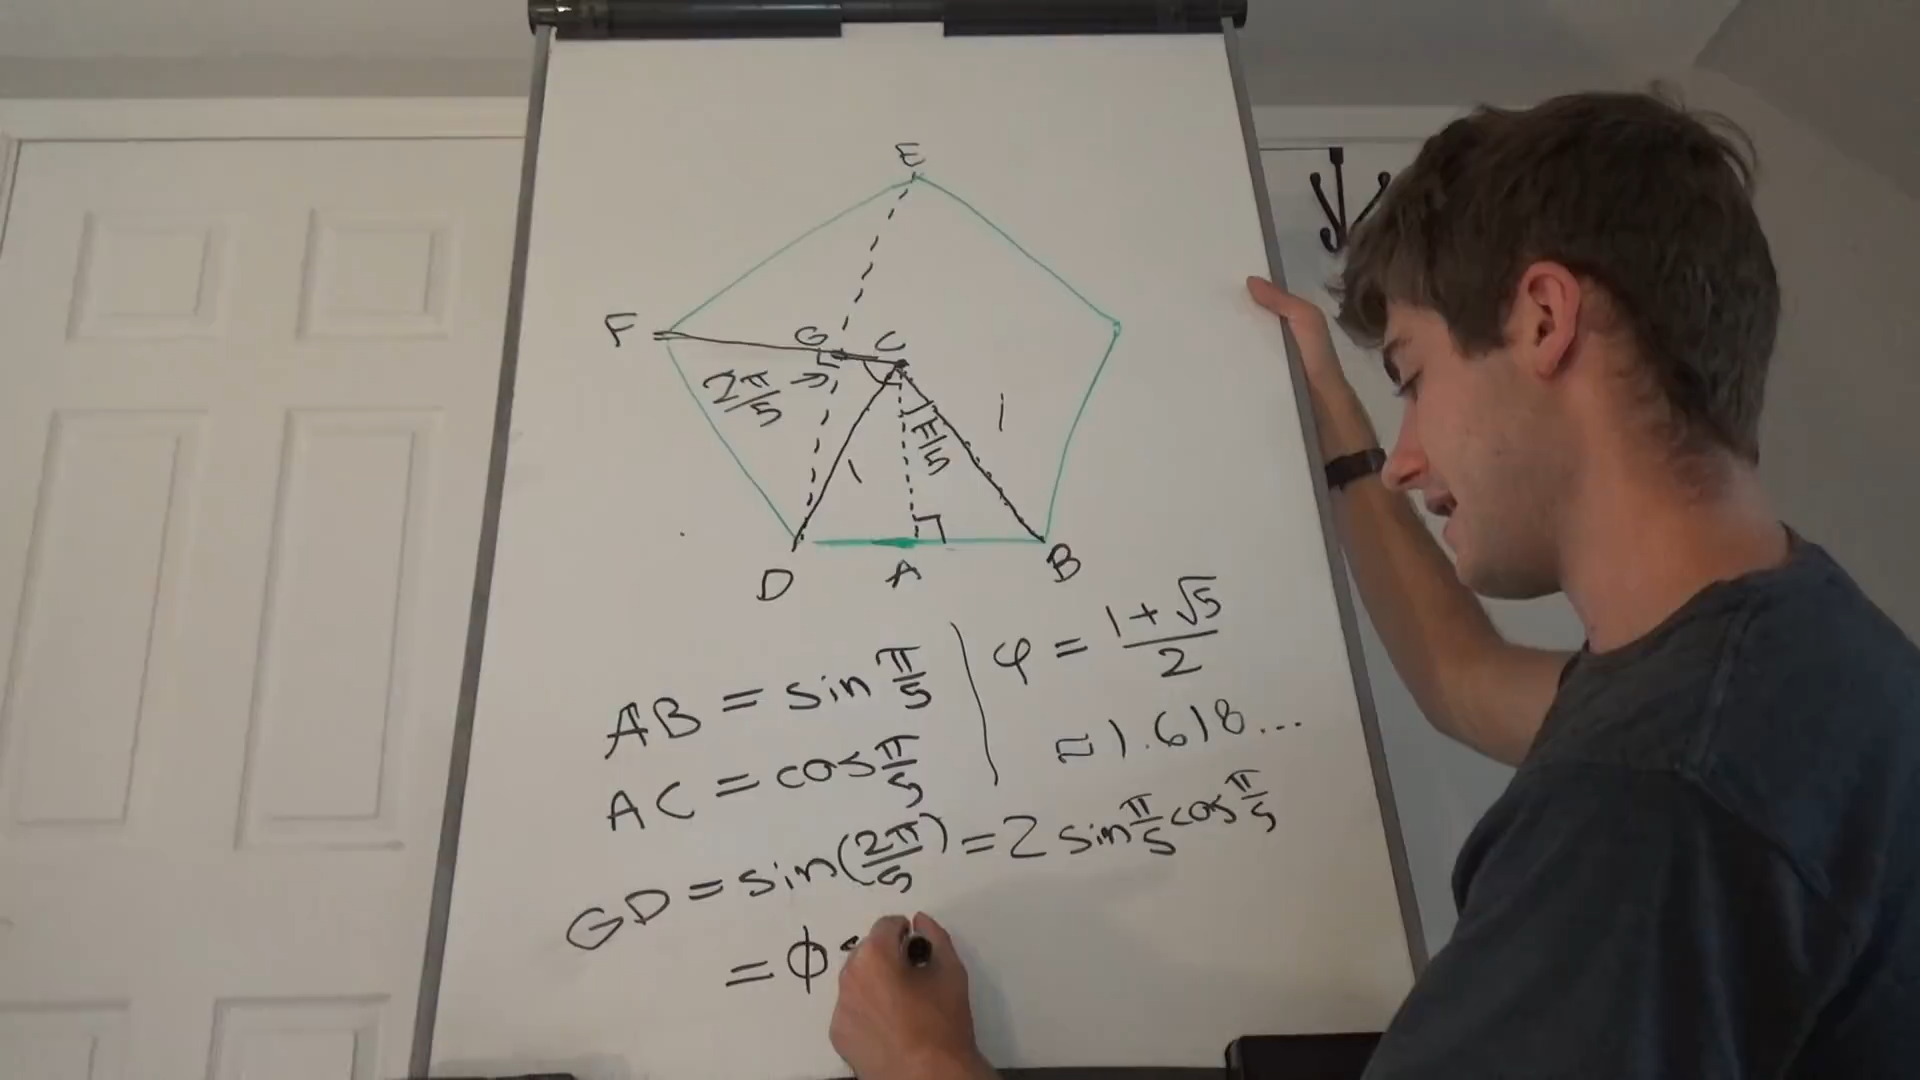 E
F
G
C
2π/5
1
1
π/5
D
A
B
AB = sin π/5
φ = (1 + √5)/2
≈ 1.618...
AC = cos π/5
GD = sin(2π/5) = 2 sin π/5 cos π/5
= ϕ